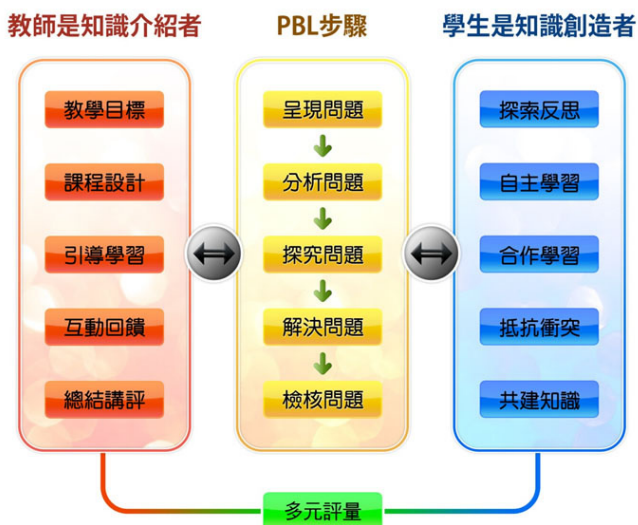 教師是知識介紹者
教學目標
課程設計
引導學習
互動回饋
總結講評
PBL步驟
呈現問題
分析問題
探究問題
解決問題
檢核問題
學生是知識創造者
探索反思
自主學習
合作學習
抵抗衝突
共建知識
多元評量